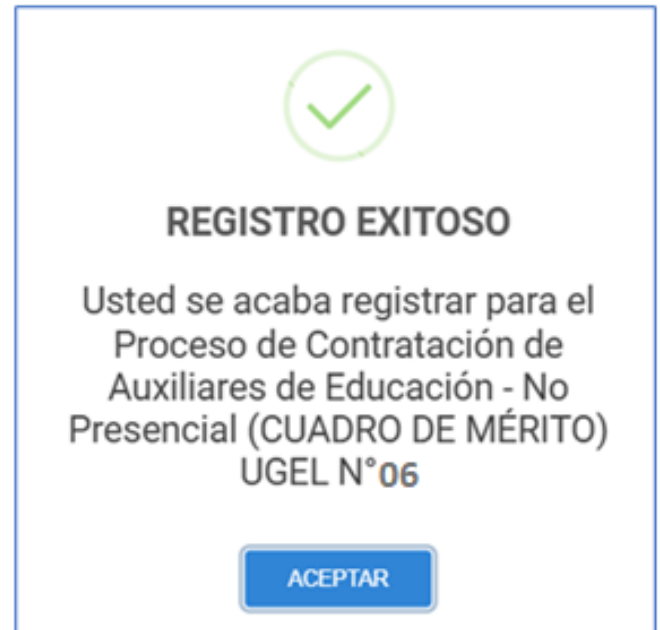 REGISTRO EXITOSO
Usted se acaba registrar para el
Proceso de Contratación de
Auxiliares de Educación - No
Presencial (CUADRO DE MÉRITO)
UGEL N°06
ACEPTAR